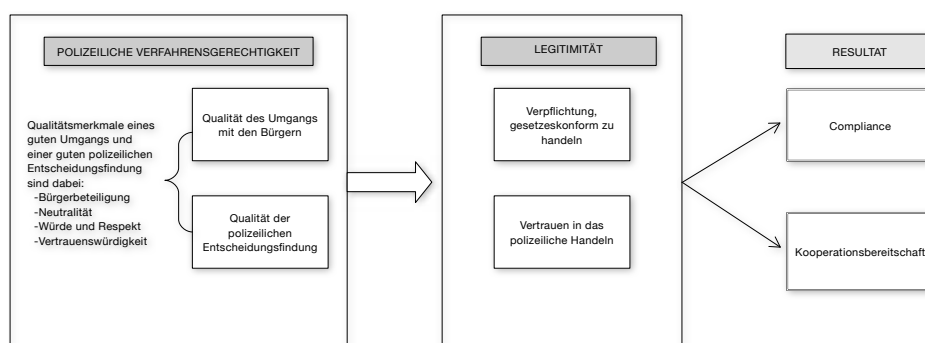 POLIZEILICHE VERFAHRENSGERECHTIGKEIT
Qualitätsmerkmale eines
guten Umgangs und
einer guten polizeilichen
Entscheidungsfindung
sind dabei:
-Bürgerbeteiligung
-Neutralität
-Würde und Respekt
-Vertrauenswürdigkeit
Qualität des Umgangs
mit den Bürgern
Qualität der
polizeilichen
Entscheidungsfindung
LEGITIMITÄT
Verpflichtung,
gesetzeskonform zu
handeln
Vertrauen in das
polizeiliche Handeln
RESULTAT
Compliance
Kooperationsbereitschaft